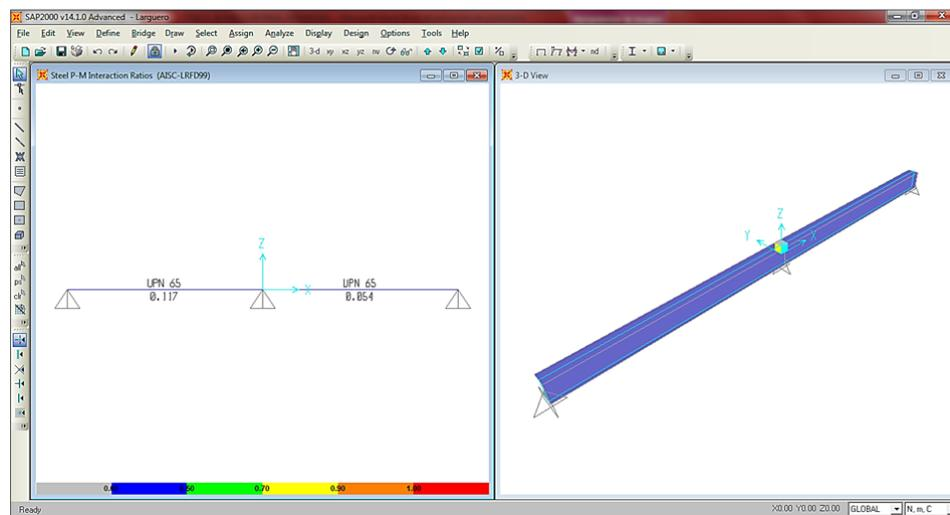 SAP2000 v14.1.0 Advanced - Larguero
File Edit View Define Bridge Draw Select Assign Analyze Display Design Options Tools Help
3-d xy xz yz nv
nd
Steel P-M Interaction Ratios (AISC-LRFD99)
3-D View
Z
UPN 65 UPN 65
X
0.117 0.054
Z
Y X
0.50 0.70 0.90 1.00
Ready X0.00 Y0.00 Z0.00 GLOBAL N, m, C